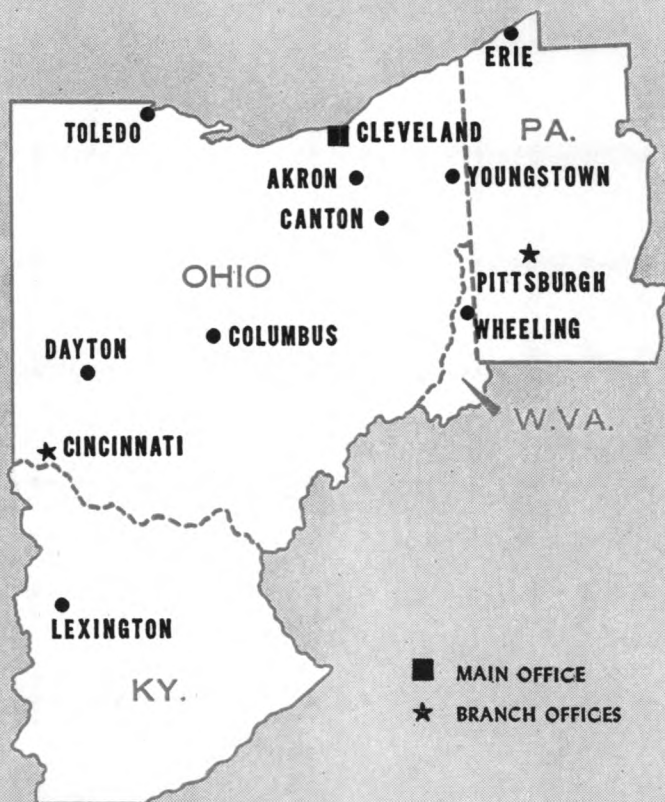 ERIE
TOLEDO
CLEVELAND
PA.
AKRON
YOUNGSTOWN
CANTON
OHIO
PITTSBURGH
COLUMBUS
WHEELING
DAYTON
W.VA.
CINCINNATI
LEXINGTON
KY.
MAIN OFFICE
BRANCH OFFICES